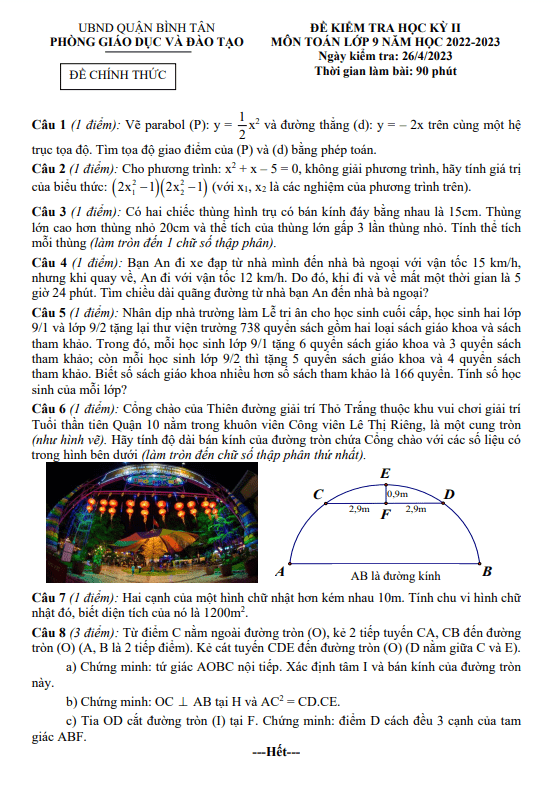 UBND QUẬN BÌNH TÂN
PHÒNG GIÁO DỤC VÀ ĐÀO TẠO
ĐỀ CHÍNH THỨC
ĐỀ KIỂM TRA HỌC KỲ II
MÔN TOÁN LỚP 9 NĂM HỌC 2022-2023
Ngày kiểm tra: 26/4/2023
Thời gian làm bài: 90 phút
Câu 1 (1 điểm): Vẽ parabol (P): y = 1/2 x² và đường thẳng (d): y = – 2x trên cùng một hệ
trục tọa độ. Tìm tọa độ giao điểm của (P) và (d) bằng phép toán.
Câu 2 (1 điểm): Cho phương trình: x² + x – 5 = 0, không giải phương trình, hãy tính giá trị
của biểu thức: (2x₁² –1)(2x₂² –1) (với x₁, x₂ là các nghiệm của phương trình trên).
Câu 3 (1 điểm): Có hai chiếc thùng hình trụ có bán kính đáy bằng nhau là 15cm. Thùng
lớn cao hơn thùng nhỏ 20cm và thể tích của thùng lớn gấp 3 lần thùng nhỏ. Tính thể tích
mỗi thùng (làm tròn đến 1 chữ số thập phân).
Câu 4 (1 điểm): Bạn An đi xe đạp từ nhà mình đến nhà bà ngoại với vận tốc 15 km/h,
nhưng khi quay về, An đi với vận tốc 12 km/h. Do đó, khi đi và về mất một thời gian là 5
giờ 24 phút. Tìm chiều dài quãng đường từ nhà bạn An đến nhà bà ngoại?
Câu 5 (1 điểm): Nhân dịp nhà trường làm Lễ tri ân cho học sinh cuối cấp, học sinh hai lớp
9/1 và lớp 9/2 tặng lại thư viện trường 738 quyển sách gồm hai loại sách giáo khoa và sách
tham khảo. Trong đó, mỗi học sinh lớp 9/1 tặng 6 quyển sách giáo khoa và 3 quyển sách
tham khảo; còn mỗi học sinh lớp 9/2 thì tặng 5 quyển sách giáo khoa và 4 quyển sách
tham khảo. Biết số sách giáo khoa nhiều hơn số sách tham khảo là 166 quyển. Tính số học
sinh của mỗi lớp?
Câu 6 (1 điểm): Cổng chào của Thiên đường giải trí Thỏ Trắng thuộc khu vui chơi giải trí
Tuổi thần tiên Quận 10 nằm trong khuôn viên Công viên Lê Thị Riêng, là một cung tròn
(như hình vẽ). Hãy tính độ dài bán kính của đường tròn chứa Cổng chào với các số liệu có
trong hình bên dưới (làm tròn đến chữ số thập phân thứ nhất).
E
C 0,9m D
2,9m F 2,9m
A B
AB là đường kính
Câu 7 (1 điểm): Hai cạnh của một hình chữ nhật hơn kém nhau 10m. Tính chu vi hình chữ
nhật đó, biết diện tích của nó là 1200m².
Câu 8 (3 điểm): Từ điểm C nằm ngoài đường tròn (O), kẻ 2 tiếp tuyến CA, CB đến đường
tròn (O) (A, B là 2 tiếp điểm). Kẻ cát tuyến CDE đến đường tròn (O) (D nằm giữa C và E).
a) Chứng minh: tứ giác AOBC nội tiếp. Xác định tâm I và bán kính của đường tròn
này.
b) Chứng minh: OC ⊥ AB tại H và AC² = CD.CE.
c) Tia OD cắt đường tròn (I) tại F. Chứng minh: điểm D cách đều 3 cạnh của tam
giác ABF.
---Hết---